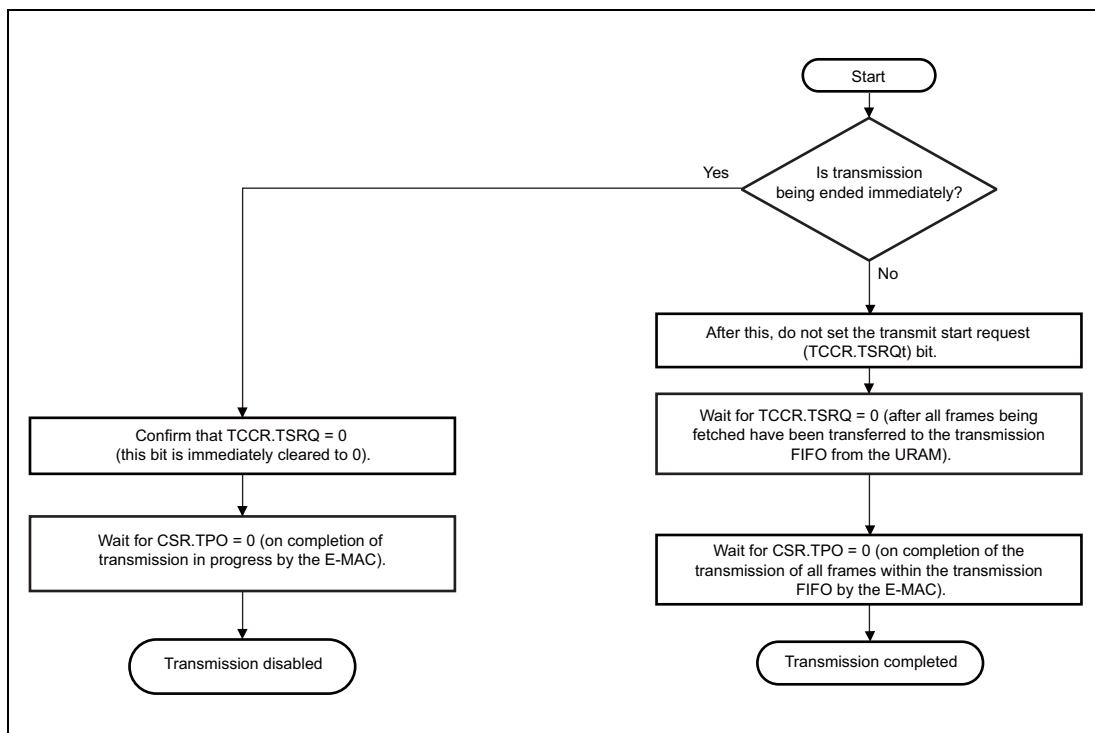 Start
Is transmission
being ended immediately?
Yes
No
After this, do not set the transmit start request
(TCCR.TSRQt) bit.
Wait for TCCR.TSRQ = 0 (after all frames being
fetched have been transferred to the transmission
FIFO from the URAM).
Wait for CSR.TPO = 0 (on completion of the
transmission of all frames within the transmission
FIFO by the E-MAC).
Transmission completed
Confirm that TCCR.TSRQ = 0
(this bit is immediately cleared to 0).
Wait for CSR.TPO = 0 (on completion of
transmission in progress by the E-MAC).
Transmission disabled